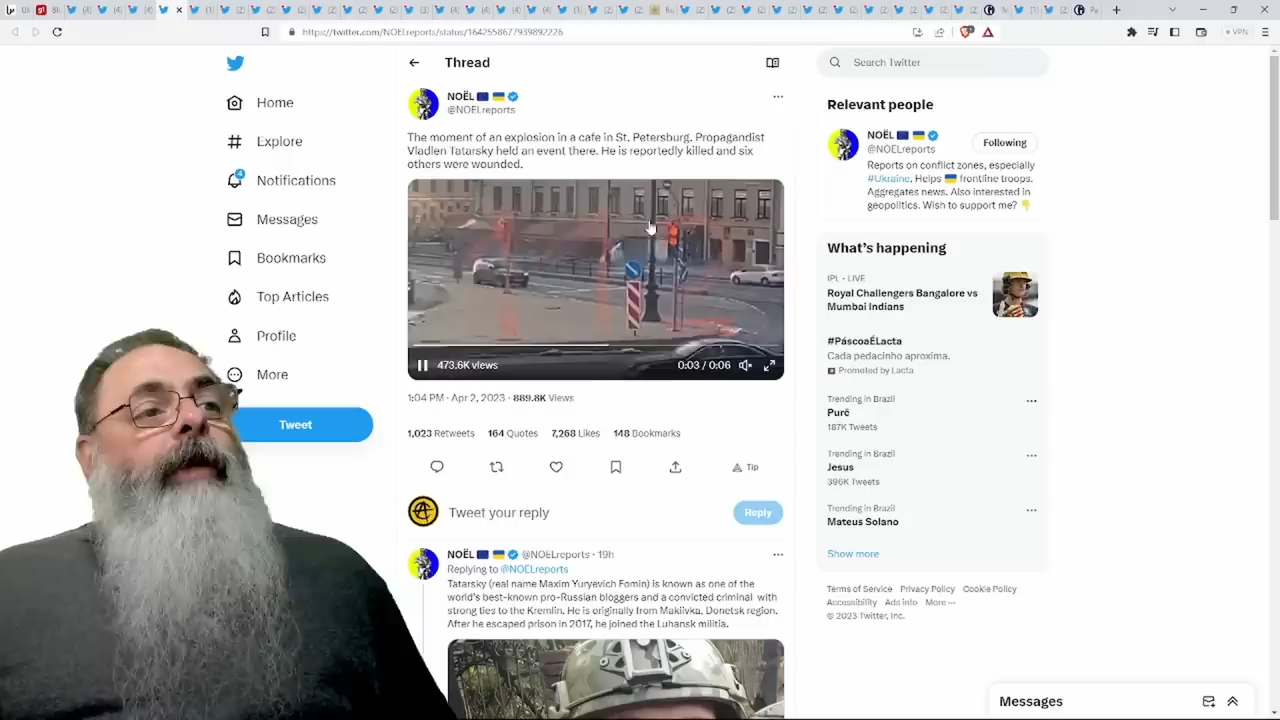 https://twitter.com/NOELreports/status/1642558677939892226
VPN
Home
Explore
4
Notifications
Messages
Bookmarks
Top Articles
Profile
More
Tweet
Thread
NOËL
@NOELreports
The moment of an explosion in a cafe in St. Petersburg. Propagandist
Vladlen Tatarsky held an event there. He is reportedly killed and six
others were wounded.
473.6K views
0:03 / 0:06
1:04 PM · Apr 2, 2023 · 889.8K Views
1,023 Retweets 164 Quotes 7,268 Likes 148 Bookmarks
Tip
Tweet your reply
Reply
NOËL @NOELreports · 19h
Replying to @NOELreports
Tatarsky (real name Maxim Yuryevich Fomin) is known as one of the
world's best-known pro-Russian bloggers and a convicted criminal with
strong ties to the Kremlin. He is originally from Makiivka, Donetsk region.
After he escaped prison in 2017, he joined the Luhansk militia.
Search Twitter
Relevant people
NOËL
@NOELreports
Following
Reports on conflict zones, especially
#Ukraine. Helps frontline troops.
Aggregates news. Also interested in
geopolitics. Wish to support me?
What's happening
IPL · LIVE
Royal Challengers Bangalore vs
Mumbai Indians
#PáscoaÉLacta
Cada pedacinho aproxima.
Promoted by Lacta
Trending in Brazil
Purê
187K Tweets
Trending in Brazil
Jesus
396K Tweets
Trending in Brazil
Mateus Solano
Show more
Terms of Service Privacy Policy Cookie Policy
Accessibility Ads info More ···
© 2023 Twitter, Inc.
Messages